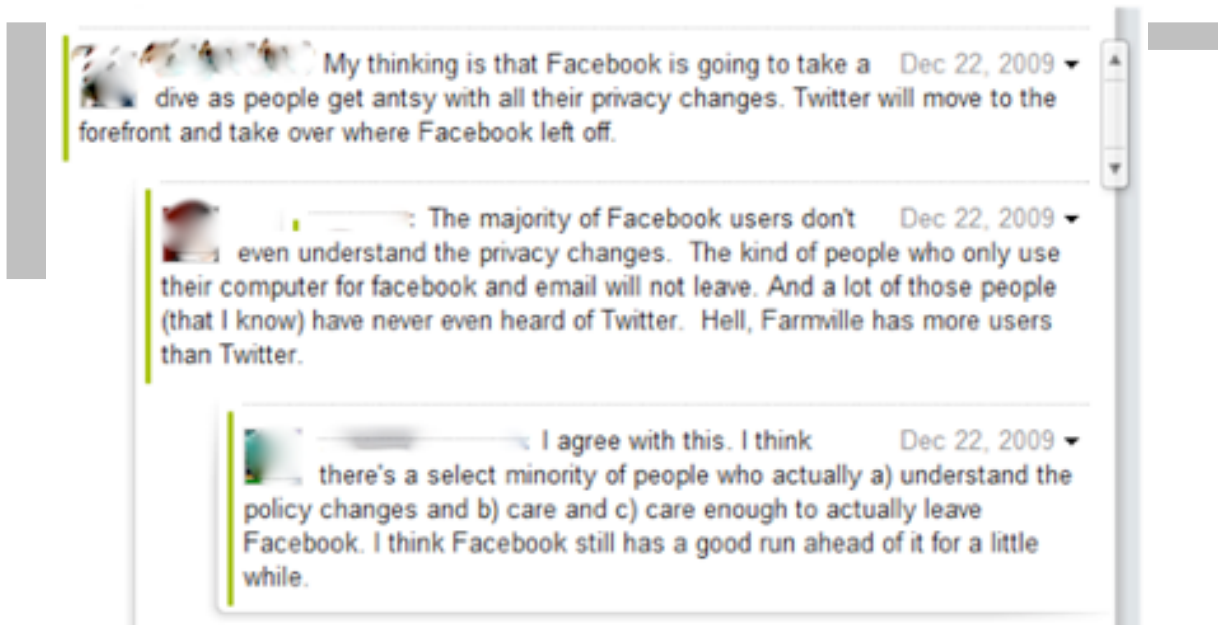 My thinking is that Facebook is going to take a Dec 22, 2009
dive as people get antsy with all their privacy changes. Twitter will move to the
forefront and take over where Facebook left off.
: The majority of Facebook users don't Dec 22, 2009
even understand the privacy changes.  The kind of people who only use
their computer for facebook and email will not leave. And a lot of those people
(that I know) have never even heard of Twitter.  Hell, Farmville has more users
than Twitter.
I agree with this. I think Dec 22, 2009
there's a select minority of people who actually a) understand the
policy changes and b) care and c) care enough to actually leave
Facebook. I think Facebook still has a good run ahead of it for a little
while.